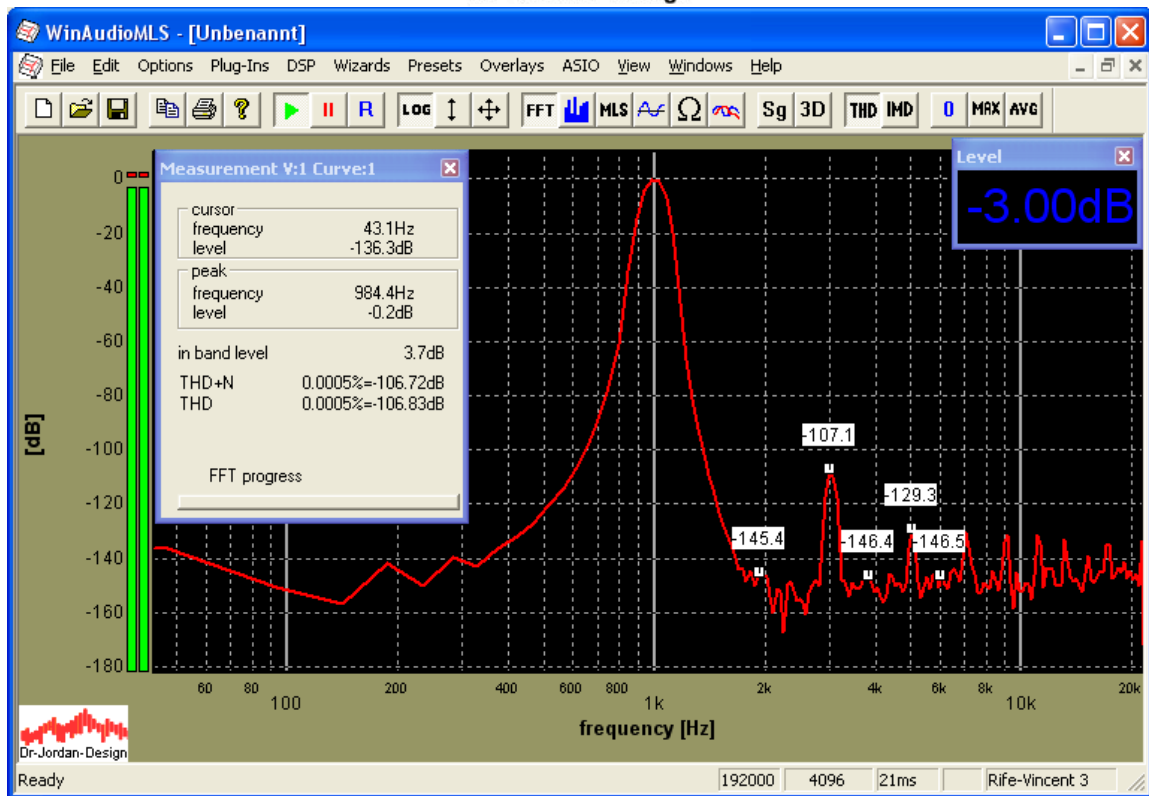 WinAudioMLS - [Unbenannt]
File Edit Options Plug-Ins DSP Wizards Presets Overlays ASIO View Windows Help
R LOG FFT MLS Ω Sg 3D THD IMD 0 MAX AVG
Measurement V:1 Curve:1
cursor
frequency 43.1Hz
level -136.3dB
peak
frequency 984.4Hz
level -0.2dB
in band level 3.7dB
THD+N 0.0005%=-106.72dB
THD 0.0005%=-106.83dB
FFT progress
Level
-3.00dB
0
-20
-40
-60
-80
-100
-120
-140
-160
-180
[dB]
-145.4
-107.1
-146.4
-129.3
-146.5
60 80 100 200 400 600 800 1k 2k 4k 6k 8k 10k 20k
frequency [Hz]
Dr-Jordan-Design
Ready 192000 4096 21ms Rife-Vincent 3